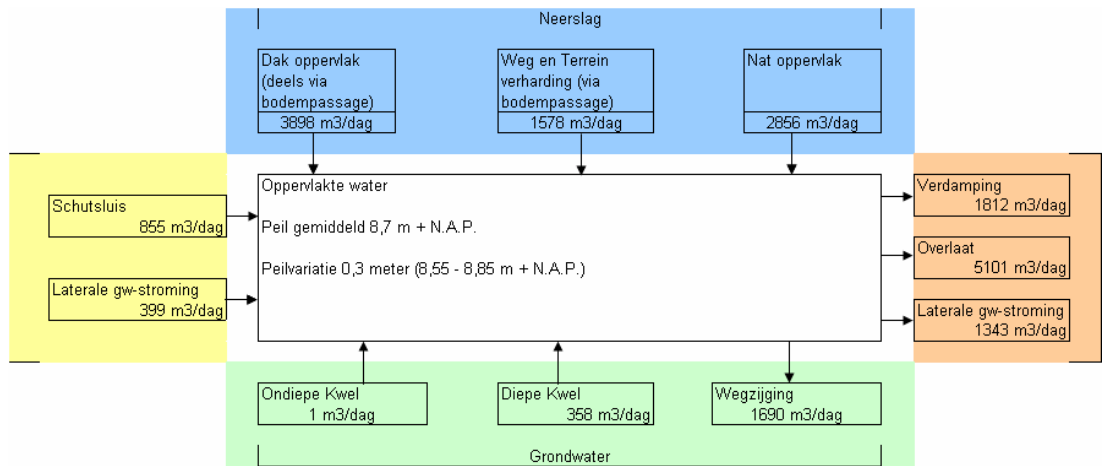 Neerslag
Dak oppervlak
(deels via
bodempassage)
3898 m3/dag
Weg en Terrein
verharding (via
bodempassage)
1578 m3/dag
Nat oppervlak
2856 m3/dag
Schutsluis
855 m3/dag
Laterale gw-stroming
399 m3/dag
Oppervlakte water
Peil gemiddeld 8,7 m + N.A.P.
Peilvariatie 0,3 meter (8,55 - 8,85 m + N.A.P.)
Verdamping
1812 m3/dag
Overlaat
5101 m3/dag
Laterale gw-stroming
1343 m3/dag
Ondiepe Kwel
1 m3/dag
Diepe Kwel
358 m3/dag
Wegzijging
1690 m3/dag
Grondwater